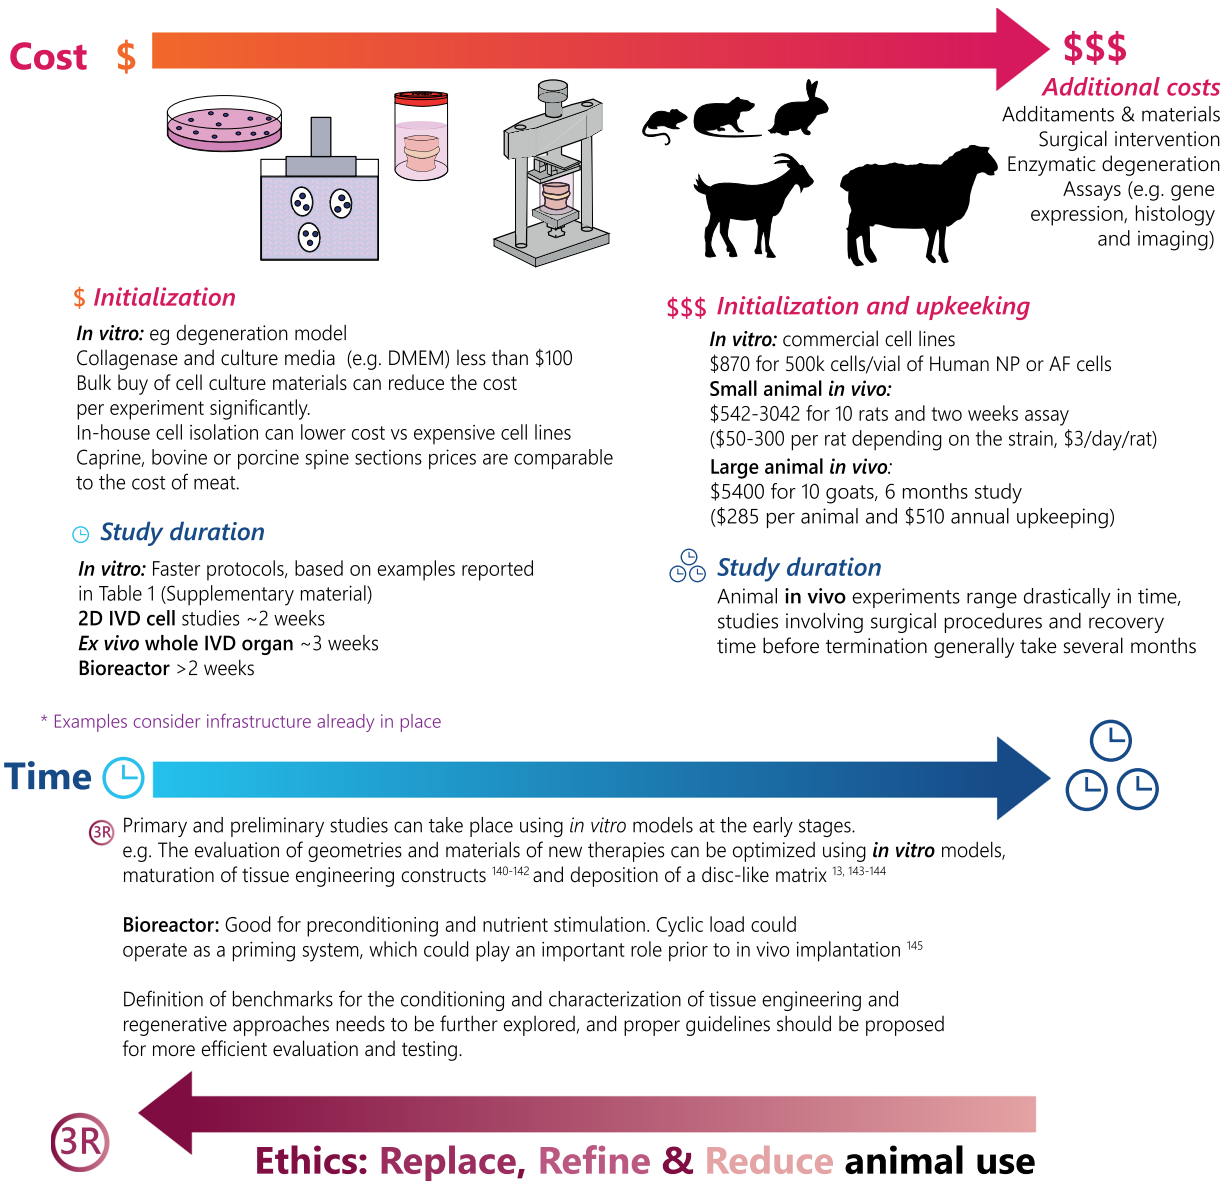 Cost $
$$$
Additional costs
Additaments & materials
Surgical intervention
Enzymatic degeneration
Assays (e.g. gene
expression, histology
and imaging)
$ Initialization
In vitro: eg degeneration model
Collagenase and culture media (e.g. DMEM) less than $100
Bulk buy of cell culture materials can reduce the cost
per experiment significantly.
In-house cell isolation can lower cost vs expensive cell lines
Caprine, bovine or porcine spine sections prices are comparable
to the cost of meat.
Study duration
In vitro: Faster protocols, based on examples reported
in Table 1 (Supplementary material)
2D IVD cell studies ~2 weeks
Ex vivo whole IVD organ ~3 weeks
Bioreactor >2 weeks
$$$ Initialization and upkeeking
In vitro: commercial cell lines
$870 for 500k cells/vial of Human NP or AF cells
Small animal in vivo:
$542-3042 for 10 rats and two weeks assay
($50-300 per rat depending on the strain, $3/day/rat)
Large animal in vivo:
$5400 for 10 goats, 6 months study
($285 per animal and $510 annual upkeeping)
Study duration
Animal in vivo experiments range drastically in time,
studies involving surgical procedures and recovery
time before termination generally take several months
* Examples consider infrastructure already in place
Time
3R Primary and preliminary studies can take place using in vitro models at the early stages.
e.g. The evaluation of geometries and materials of new therapies can be optimized using in vitro models,
maturation of tissue engineering constructs 140-142 and deposition of a disc-like matrix 13, 143-144
Bioreactor: Good for preconditioning and nutrient stimulation. Cyclic load could
operate as a priming system, which could play an important role prior to in vivo implantation 145
Definition of benchmarks for the conditioning and characterization of tissue engineering and
regenerative approaches needs to be further explored, and proper guidelines should be proposed
for more efficient evaluation and testing.
3R
Ethics: Replace, Refine & Reduce animal use